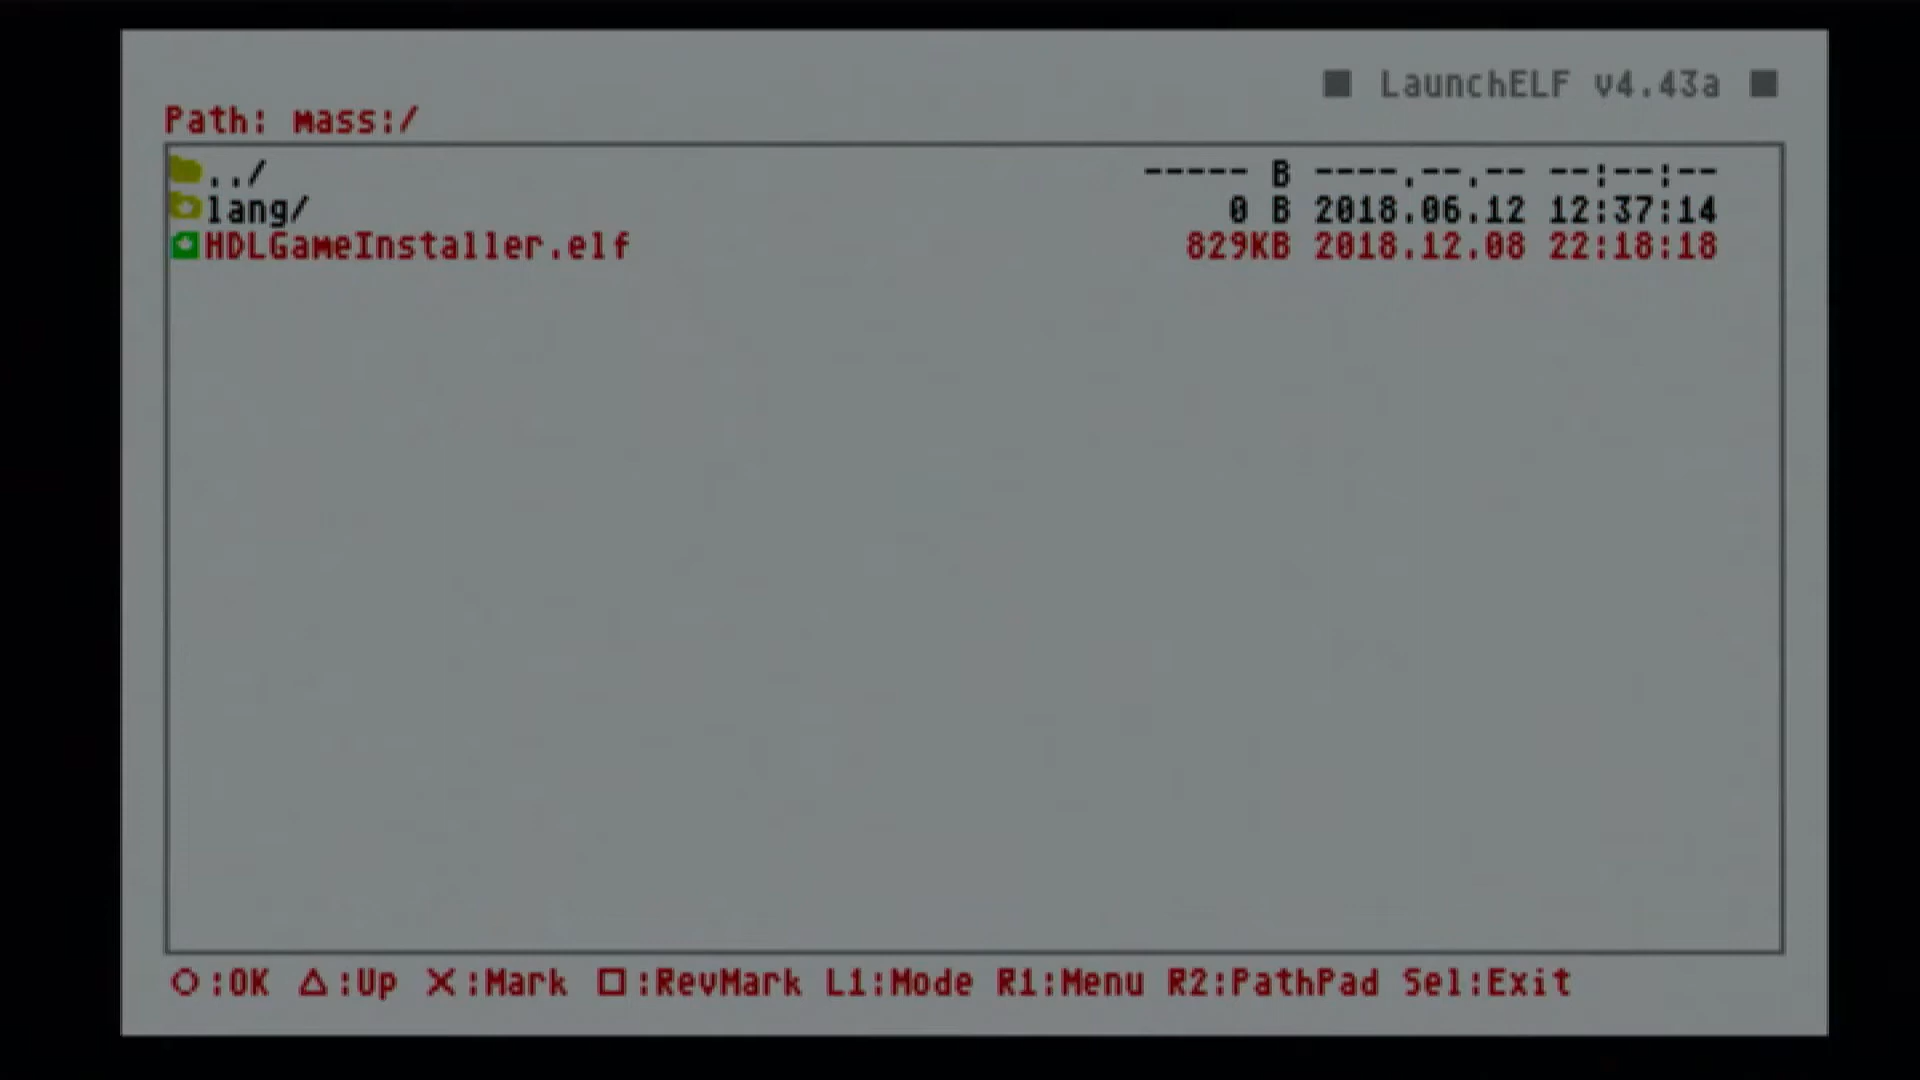 ■ LaunchELF v4.43a ■
Path: mass:/
../ ----- B ----.--.-- --:--:--
lang/ 0 B 2018.06.12 12:37:14
HDLGameInstaller.elf 829KB 2018.12.08 22:18:18
○:OK △:Up ×:Mark □:RevMark L1:Mode R1:Menu R2:PathPad Sel:Exit